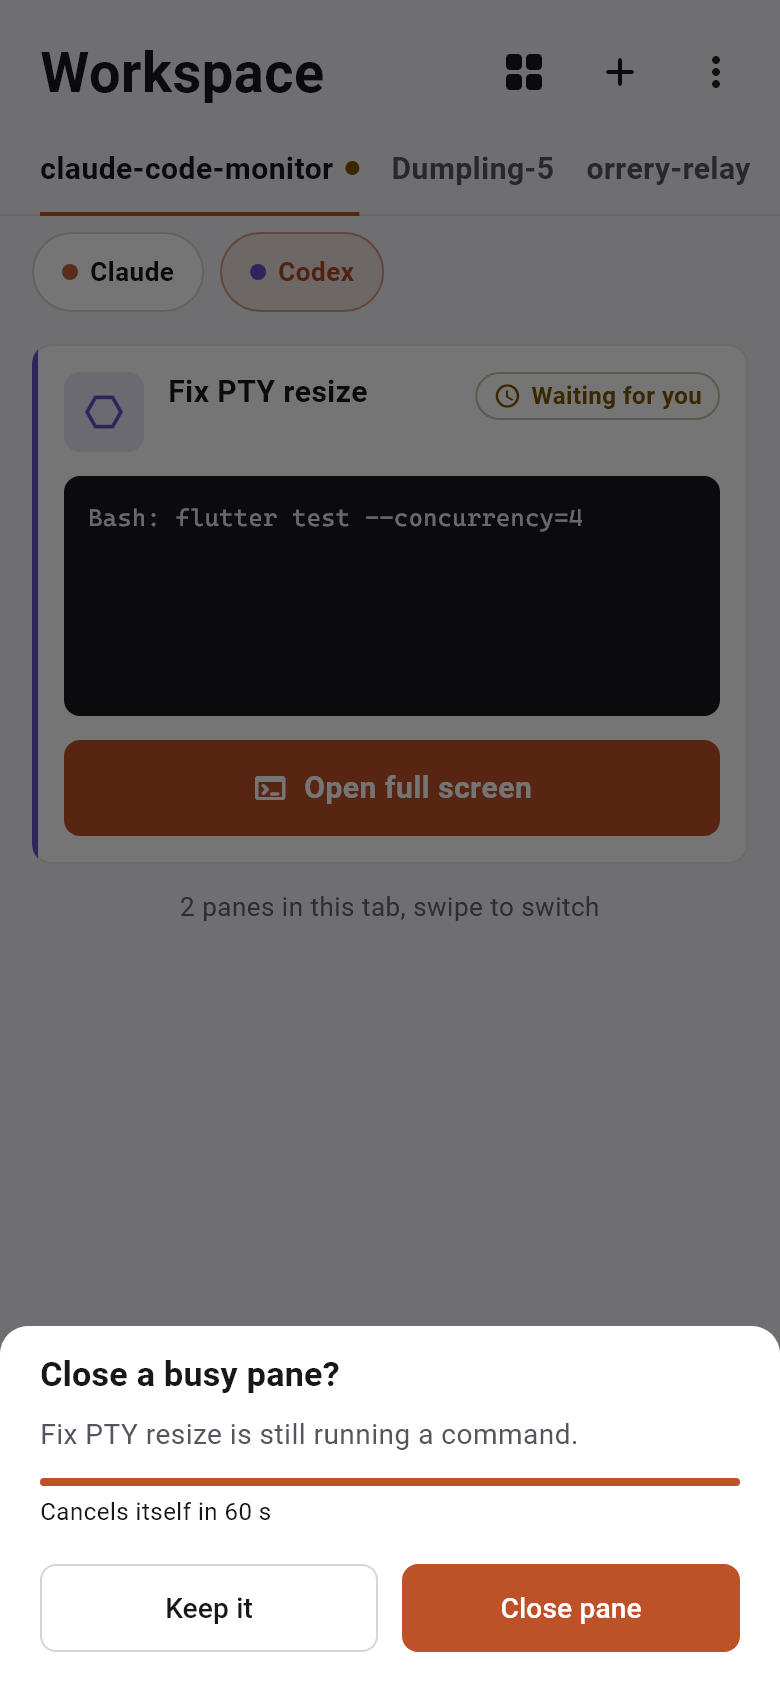 Workspace
claude-code-monitor Dumpling-5 orrery-relay
Claude Codex
Fix PTY resize Waiting for you
Bash: flutter test --concurrency=4
Open full screen
2 panes in this tab, swipe to switch
Close a busy pane?
Fix PTY resize is still running a command.
Cancels itself in 60 s
Keep it Close pane